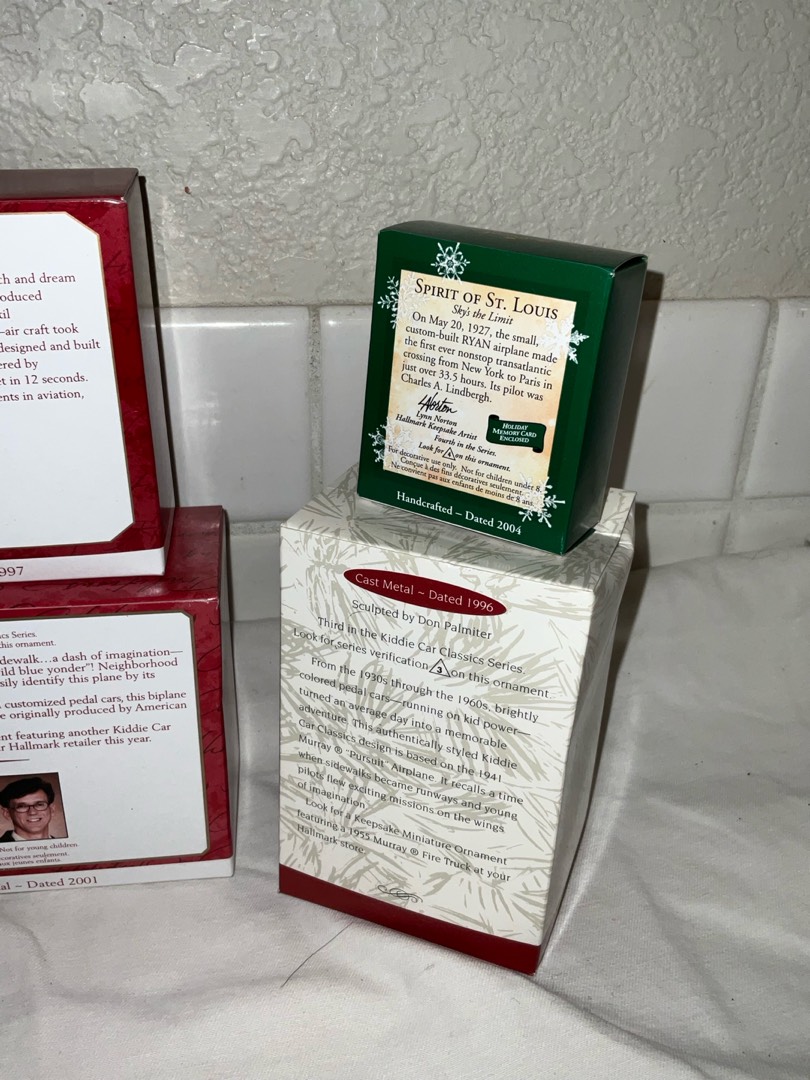 ch and dream
oduced
kil
—air craft took
designed and built
ered by
et in 12 seconds.
ents in aviation,
997
cs Series.
this ornament.
dewalk...a dash of imagination—
ild blue yonder"! Neighborhood
sily identify this plane by its
customized pedal cars, this biplane
e originally produced by American
nt featuring another Kiddie Car
r Hallmark retailer this year.
Not for young children.
coratives seulement.
aux jeunes enfants.
al – Dated 2001
SPIRIT OF ST. LOUIS
Sky's the Limit
On May 20, 1927, the small,
custom-built RYAN airplane made
the first ever nonstop transatlantic
crossing from New York to Paris in
just over 33.5 hours. Its pilot was
Charles A. Lindbergh.
LNorton
Lynn Norton
Hallmark Keepsake Artist
HOLIDAY
MEMORY CARD
ENCLOSED
Fourth in the Series.
Look for 4 on this ornament.
For decorative use only. Not for children under 8.
Conçue à des fins décoratives seulement.
Ne convient pas aux enfants de moins de 8 ans.
Handcrafted – Dated 2004
Cast Metal ~ Dated 1996
Sculpted by Don Palmiter
Third in the Kiddie Car Classics Series.
Look for series verification 3 on this ornament
From the 1930s through the 1960s, brightly
colored pedal cars—running on kid power—
turned an average day into a memorable
adventure. This authentically styled Kiddie
Car Classics design is based on the 1941
Murray ® "Pursuit" Airplane. It recalls a time
when sidewalks became runways and young
pilots flew exciting missions on the wings
of imagination.
Look for a Keepsake Miniature Ornament
featuring a 1955 Murray ® Fire Truck at your
Hallmark store.